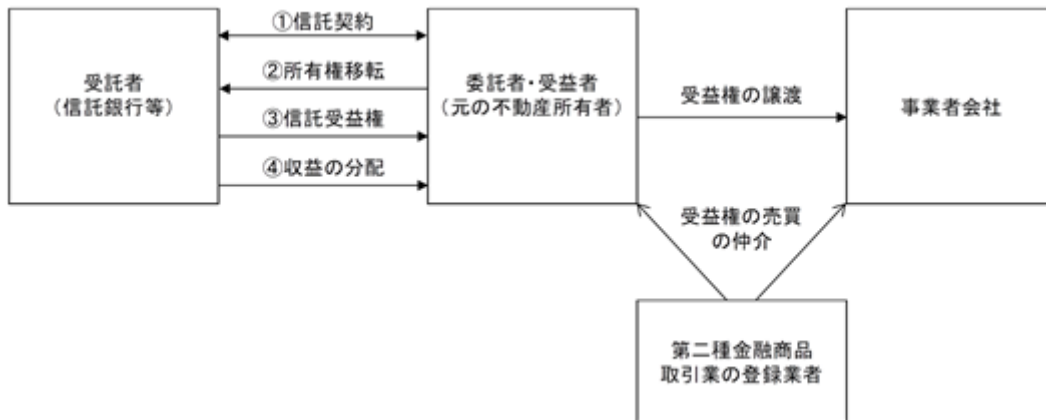 ①信託契約
受託者
（信託銀行等）
②所有権移転
③信託受益権
④収益の分配
委託者・受益者
（元の不動産所有者）
受益権の譲渡
事業者会社
受益権の売買
の仲介
第二種金融商品
取引業の登録業者